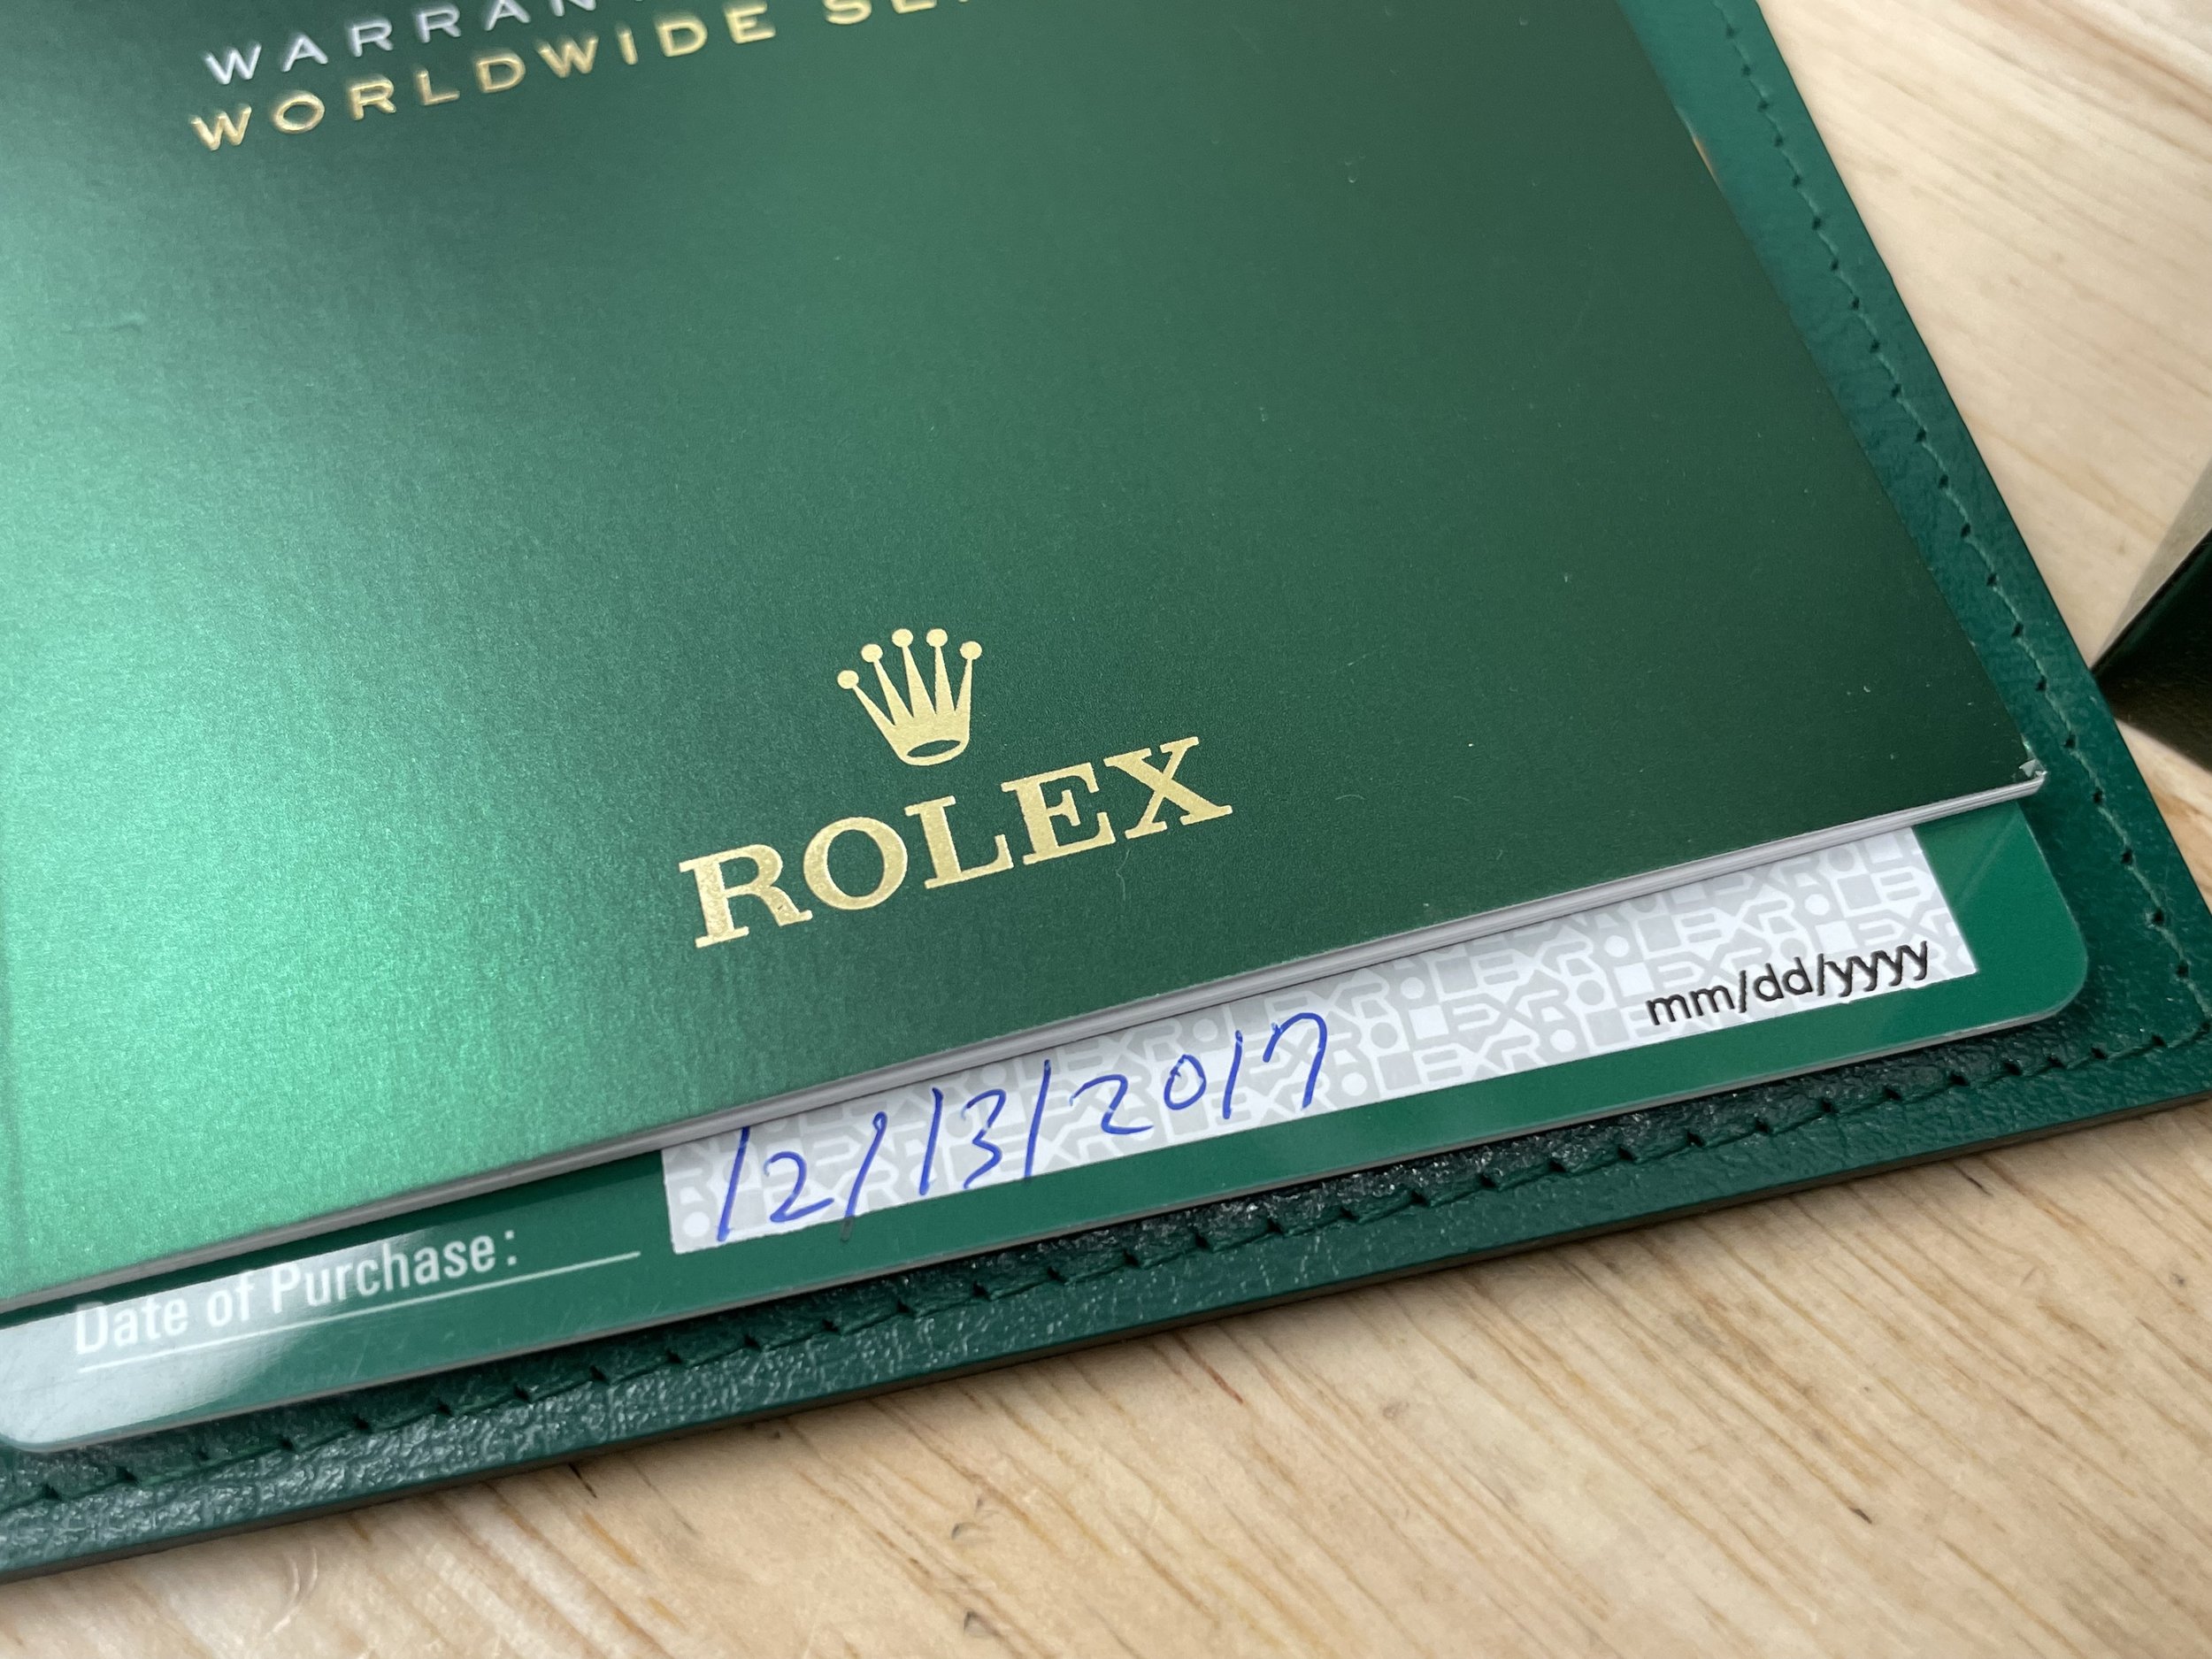 WORLDWIDE
ROLEX
Date of Purchase: 12/13/2017 mm/dd/yyyy